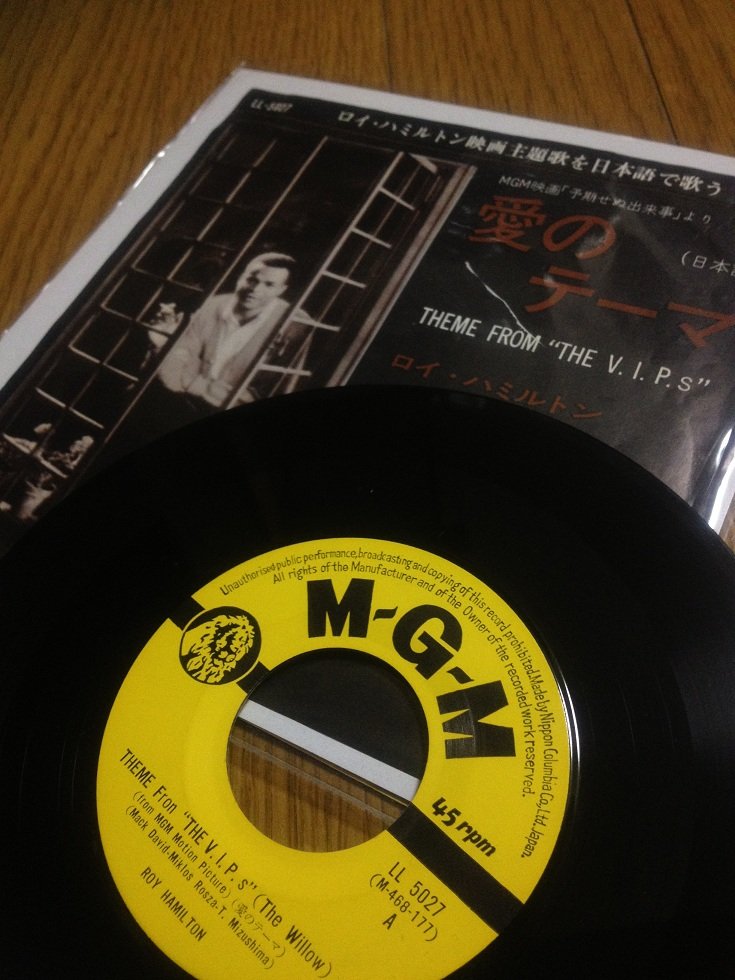 LL-5027
ロイ・ハミルトン映画主題歌を日本語で歌う
MGM映画「予期せぬ出来事」より
愛の
テーマ
(日本語
THEME FROM "THE V.I.P.s"
ロイ・ハミルトン
Unauthorised public performance, broadcasting and copying of this record prohibited. Made by Nippon Columbia Co., Ltd. Japan.
All rights of the Manufacturer and of the Owner of the recorded work reserved.
M-G-M
45 rpm
LL 5027
(M-468-177)
A
THEME Fron "THE V.I.P.s" (The Willow)
(from MGM Motion Picture) (愛のテーマ)
(Mack David-Miklos Rosza-T. Mizushima)
ROY HAMILTON